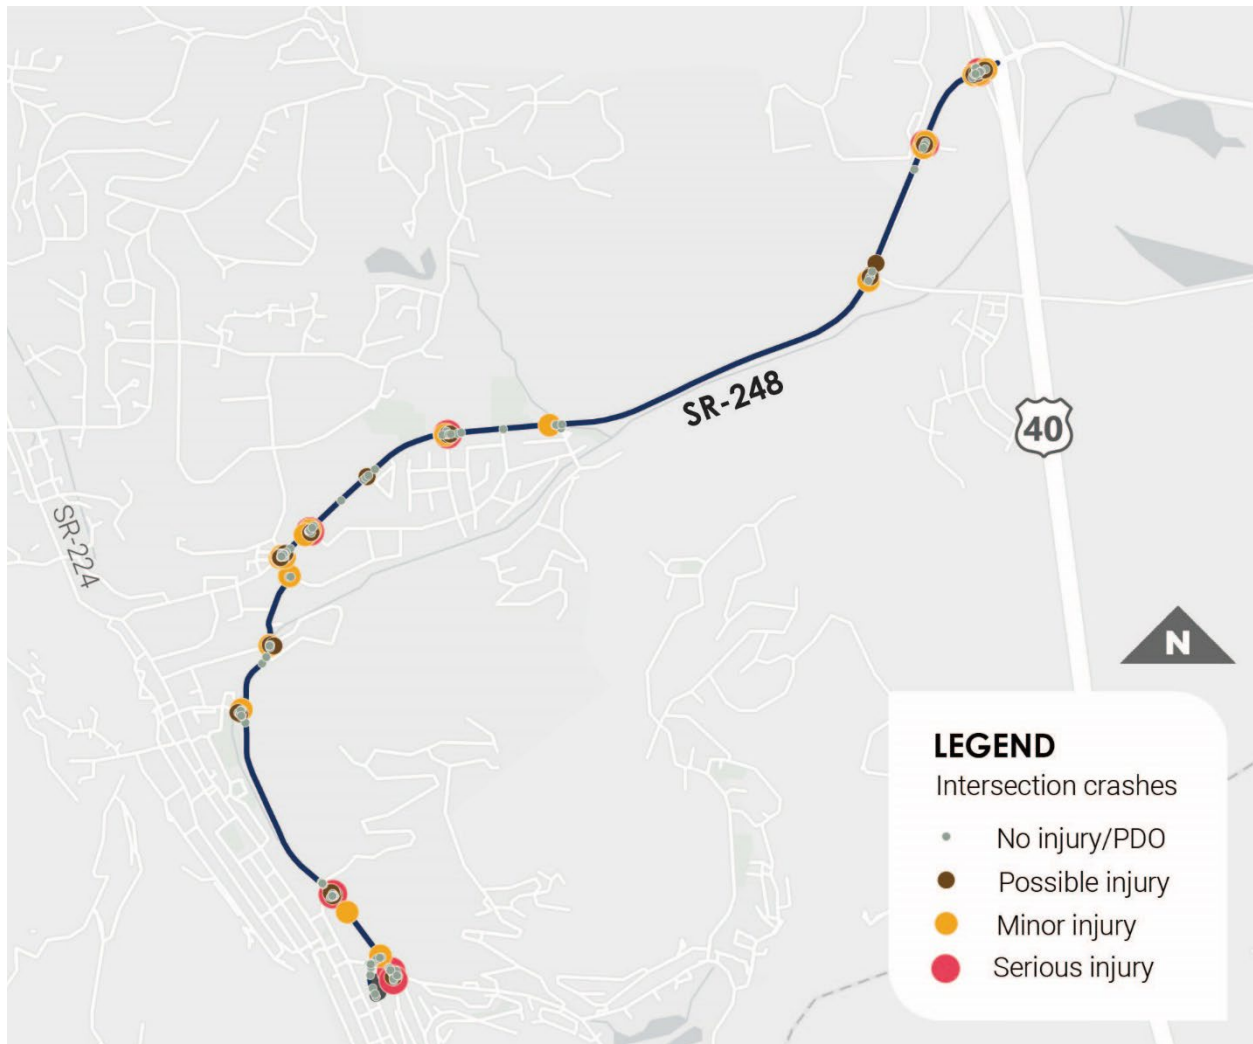 SR-248
40
SR-224
N
LEGEND
Intersection crashes
No injury/PDO
Possible injury
Minor injury
Serious injury